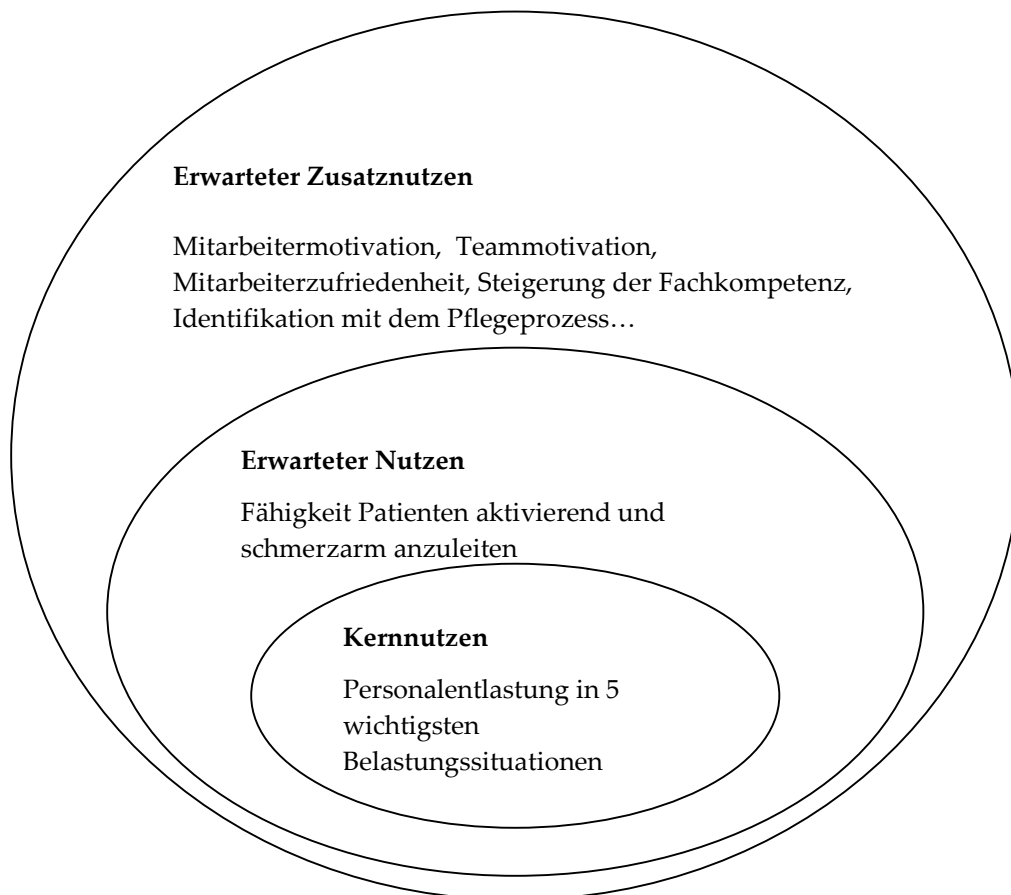 Erwarteter Zusatznutzen
Mitarbeitermotivation, Teammotivation,
Mitarbeiterzufriedenheit, Steigerung der Fachkompetenz,
Identifikation mit dem Pflegeprozess…
Erwarteter Nutzen
Fähigkeit Patienten aktivierend und
schmerzarm anzuleiten
Kernnutzen
Personalentlastung in 5
wichtigsten
Belastungssituationen